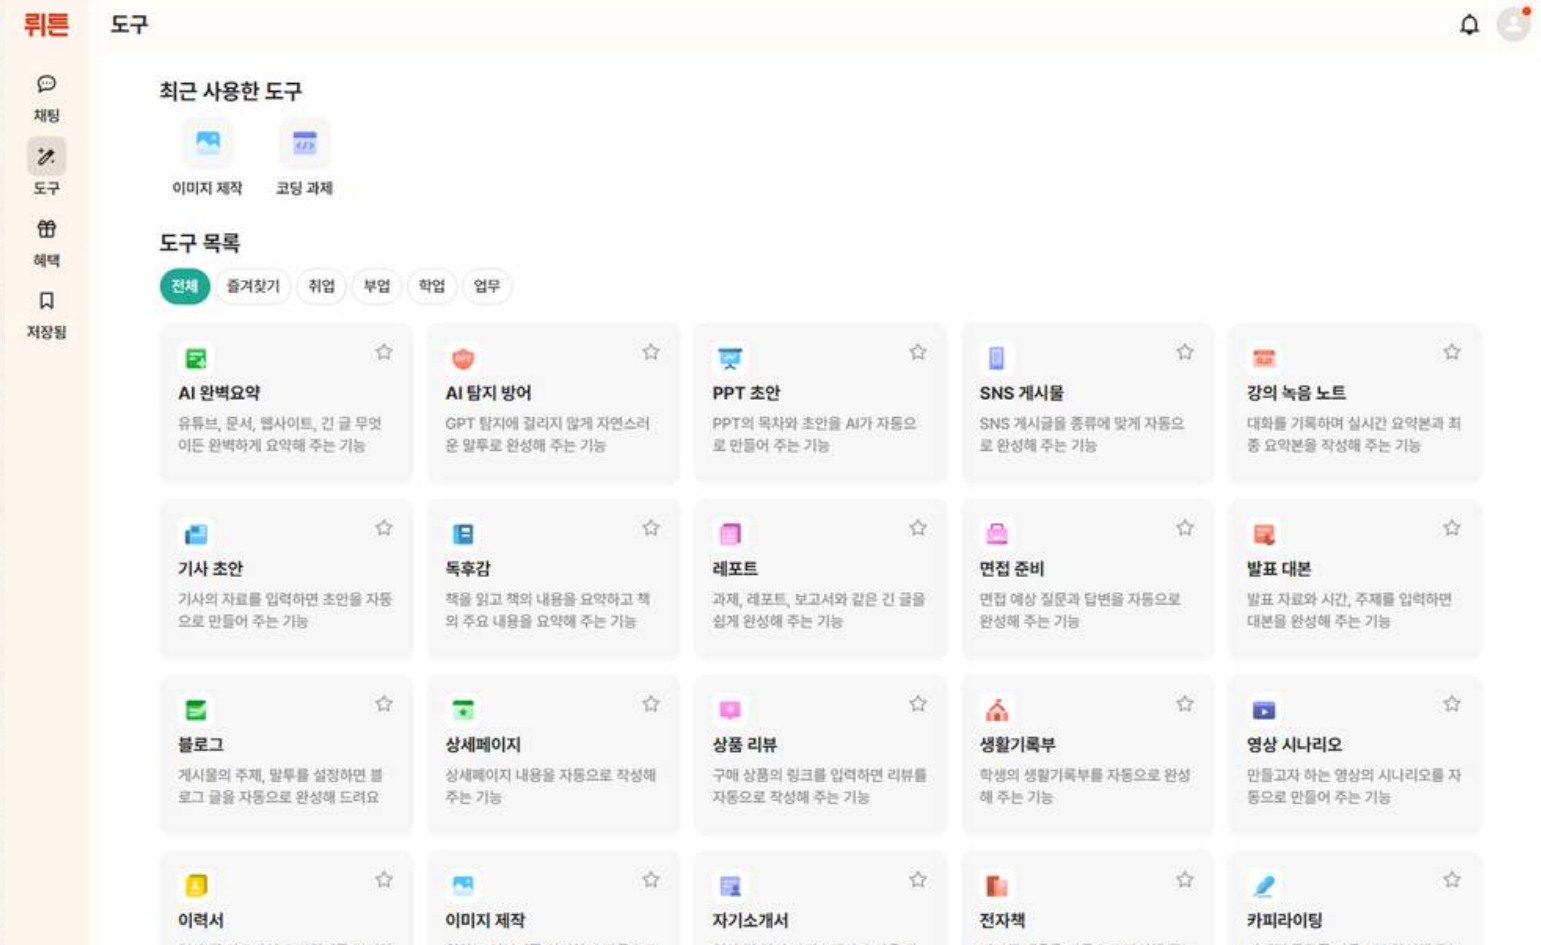 뤼튼
도구
채팅
도구
혜택
저장됨
최근 사용한 도구
이미지 제작
코딩 과제
도구 목록
전체
즐겨찾기
취업
부업
학업
업무
AI 완벽요약
유튜브, 문서, 웹사이트, 긴 글 무엇
이든 완벽하게 요약해 주는 기능
AI 탐지 방어
GPT 탐지에 걸리지 않게 자연스러
운 말투로 완성해 주는 기능
PPT 초안
PPT의 목차와 초안을 AI가 자동으
로 만들어 주는 기능
SNS 게시물
SNS 게시글을 종류에 맞게 자동으
로 완성해 주는 기능
강의 녹음 노트
대화를 기록하며 실시간 요약본과 최
종 요약본을 작성해 주는 기능
기사 초안
기사의 자료를 입력하면 초안을 자동
으로 만들어 주는 기능
독후감
책을 읽고 책의 내용을 요약하고 책
의 주요 내용을 요약해 주는 기능
레포트
과제, 레포트, 보고서와 같은 긴 글을
쉽게 완성해 주는 기능
면접 준비
면접 예상 질문과 답변을 자동으로
완성해 주는 기능
발표 대본
발표 자료와 시간, 주제를 입력하면
대본을 완성해 주는 기능
블로그
게시물의 주제, 말투를 설정하면 블
로그 글을 자동으로 완성해 드려요
상세페이지
상세페이지 내용을 자동으로 작성해
주는 기능
상품 리뷰
구매 상품의 링크를 입력하면 리뷰를
자동으로 작성해 주는 기능
생활기록부
학생의 생활기록부를 자동으로 완성
해 주는 기능
영상 시나리오
만들고자 하는 영상의 시나리오를 자
동으로 만들어 주는 기능
이력서
이미지 제작
자기소개서
전자책
카피라이팅